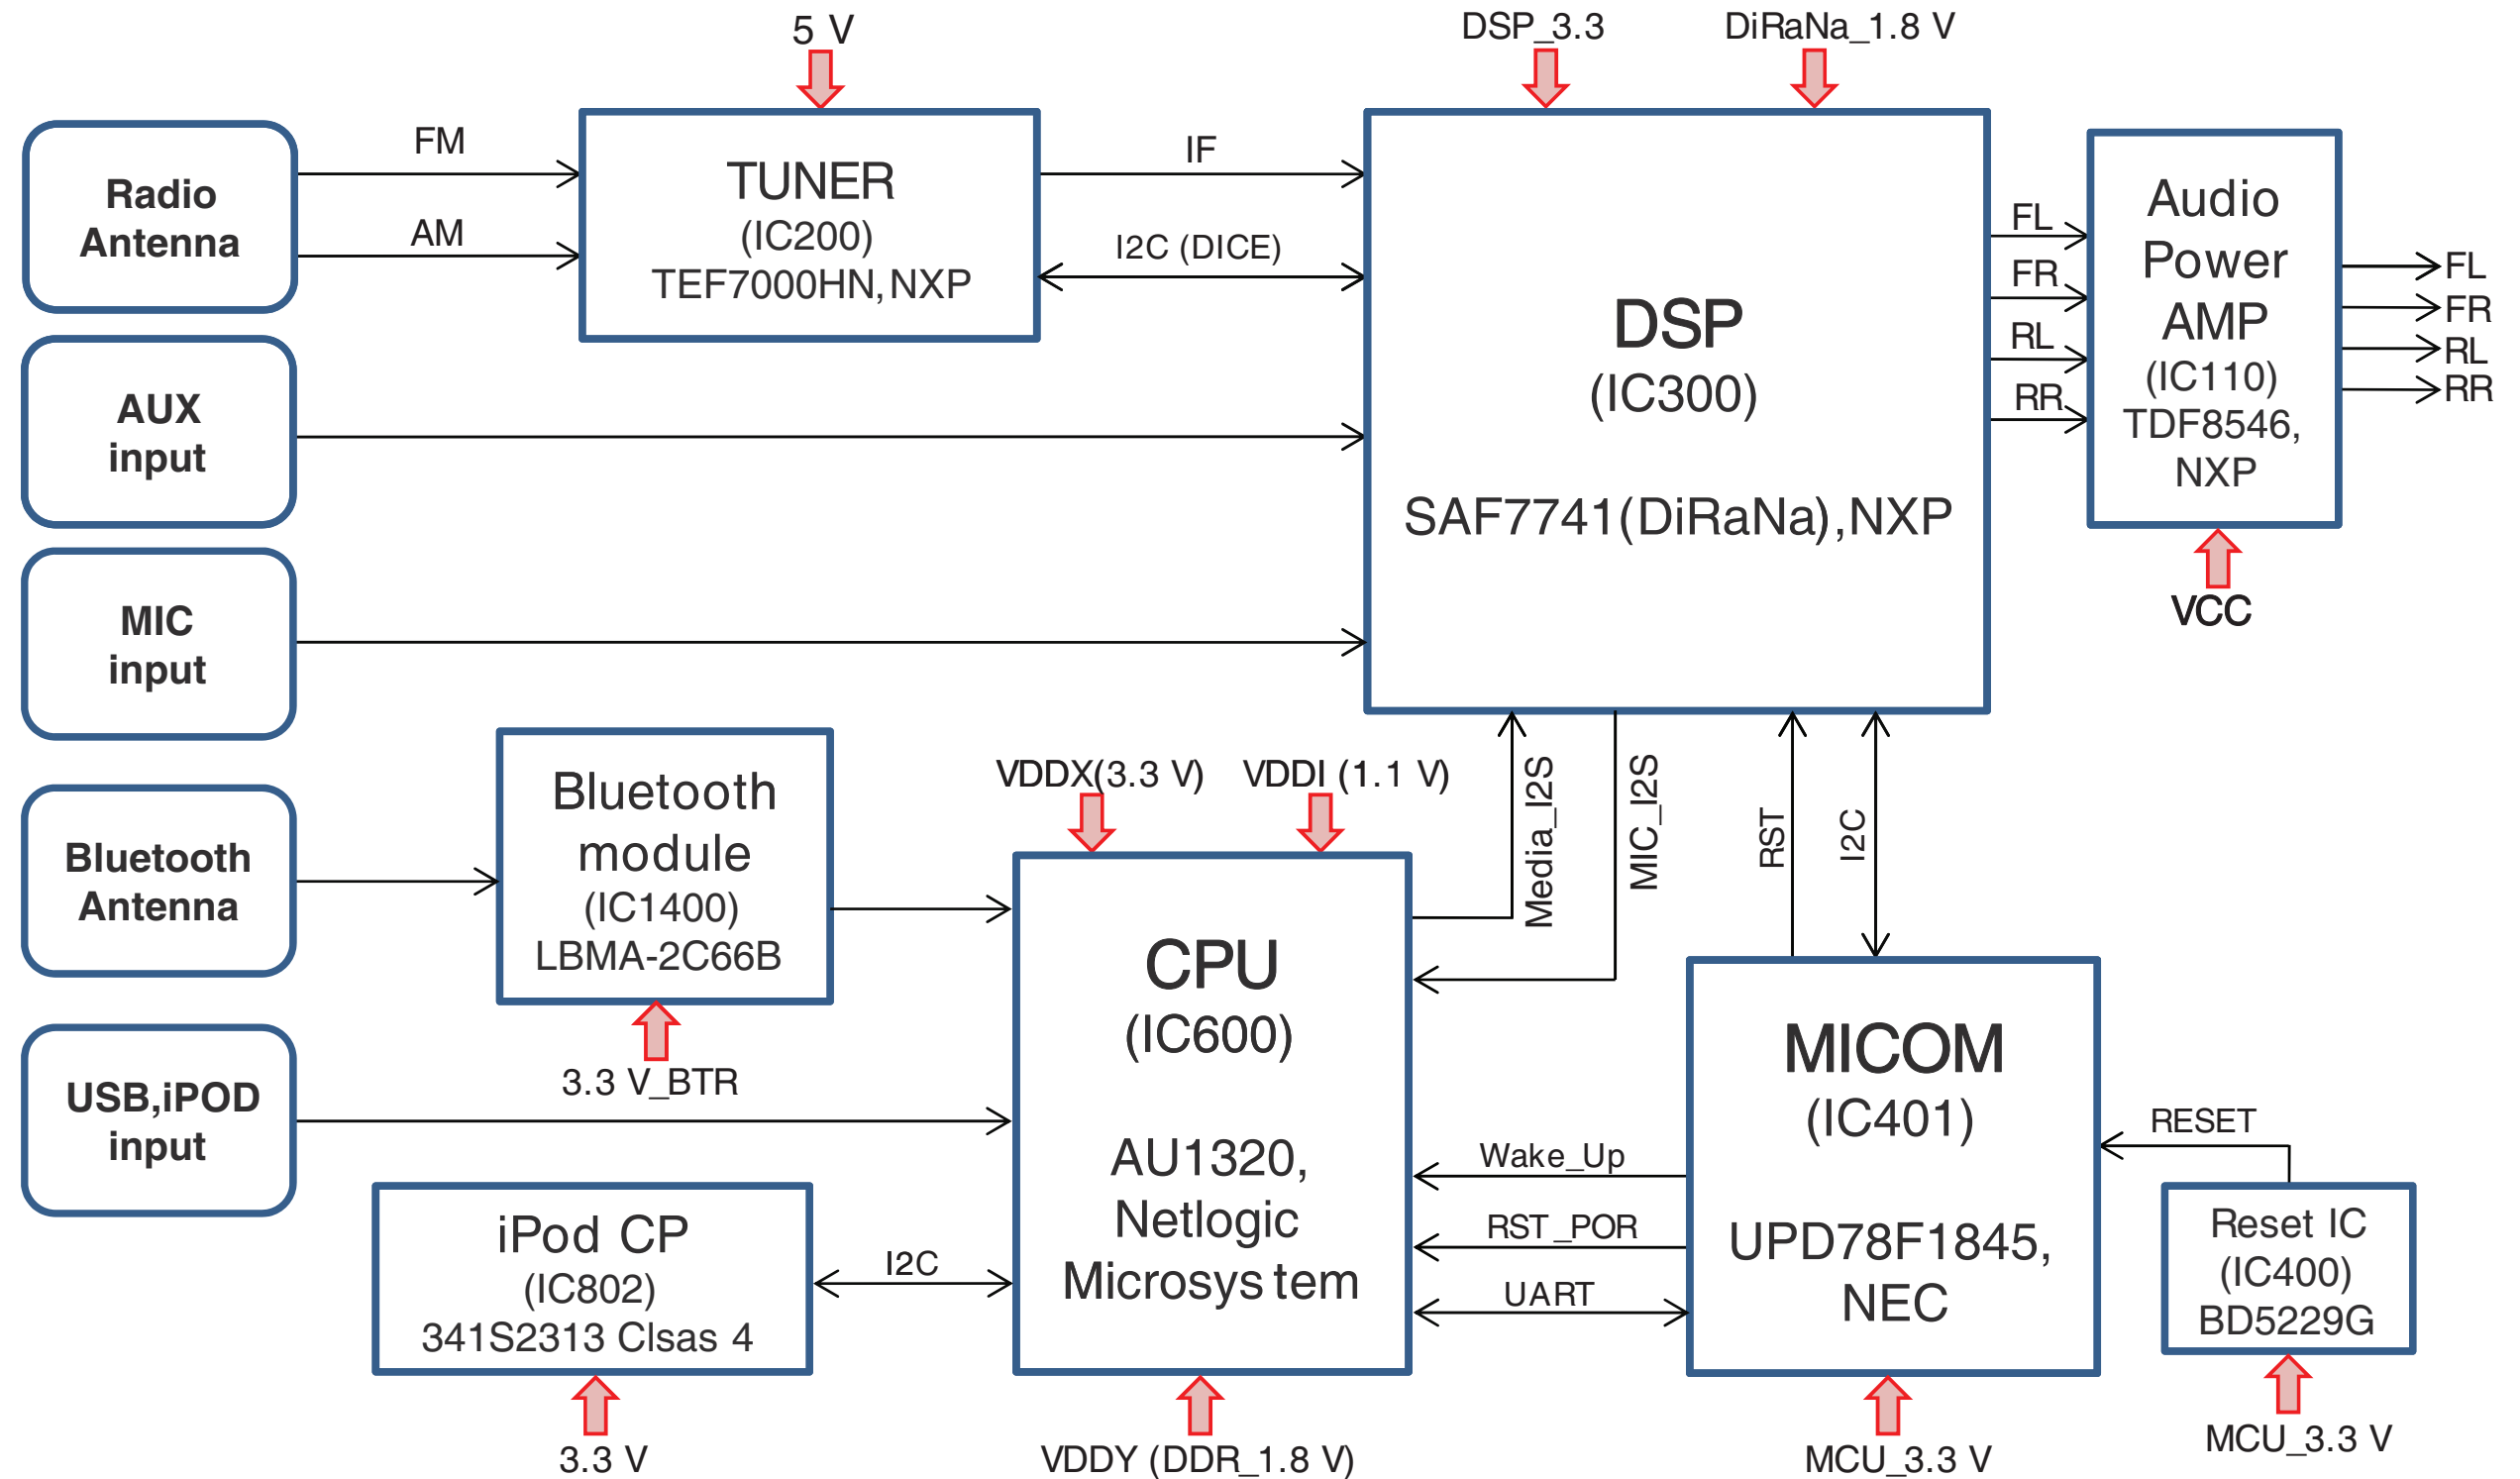 5 V
DSP_3.3
DiRaNa_1.8 V
Radio
Antenna
FM
AM
TUNER
(IC200)
TEF7000HN,NXP
IF
I2C (DICE)
DSP
(IC300)
SAF7741(DiRaNa),NXP
FL
FR
RL
RR
Audio
Power
AMP
(IC110)
TDF8546,
NXP
FL
FR
RL
RR
VCC
AUX
input
MIC
input
Bluetooth
Antenna
Bluetooth
module
(IC1400)
LBMA-2C66B
3.3 V_BTR
VDDX(3.3 V)
VDDI (1.1 V)
Media_I2S
MIC_I2S
RST
I2C
CPU
(IC600)
AU1320,
Netlogic
Microsys tem
MICOM
(IC401)
UPD78F1845,
NEC
USB,iPOD
input
iPod CP
(IC802)
341S2313 Clsas 4
I2C
Wake_Up
RST_POR
UART
RESET
Reset IC
(IC400)
BD5229G
3.3 V
VDDY (DDR_1.8 V)
MCU_3.3 V
MCU_3.3 V